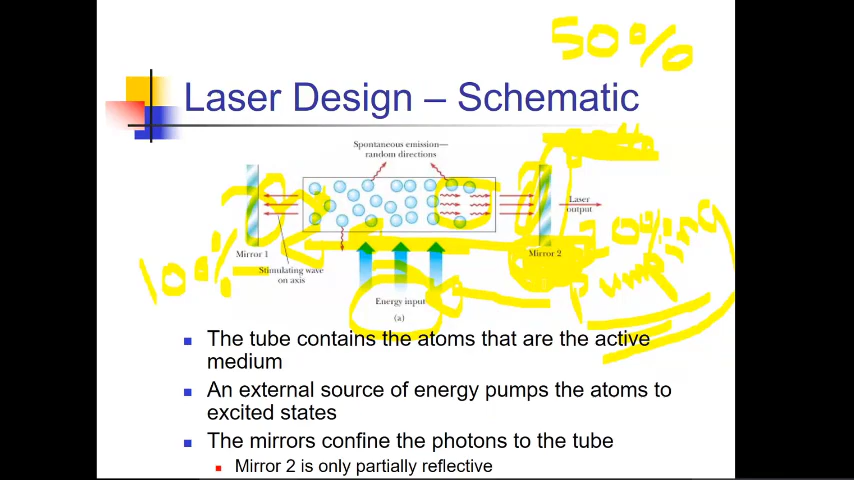 50%
Laser Design – Schematic
Spontaneous emission—
random directions
Laser
output
Mirror 1
Mirror 2
100%
Stimulating wave
on axis
pumping
Energy input
(a)
■ The tube contains the atoms that are the active
medium
■ An external source of energy pumps the atoms to
excited states
■ The mirrors confine the photons to the tube
■ Mirror 2 is only partially reflective